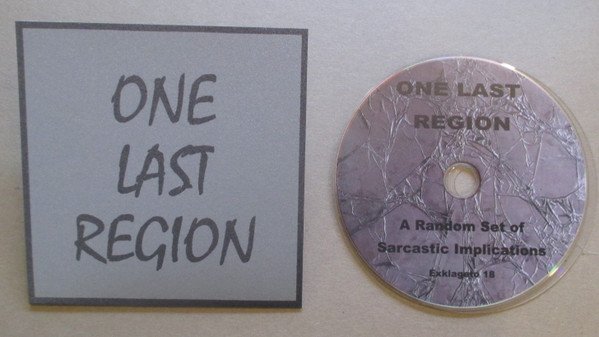 ONE
LAST
REGION
ONE LAST
REGION
A Random Set of
Sarcastic Implications
Exklageto 18